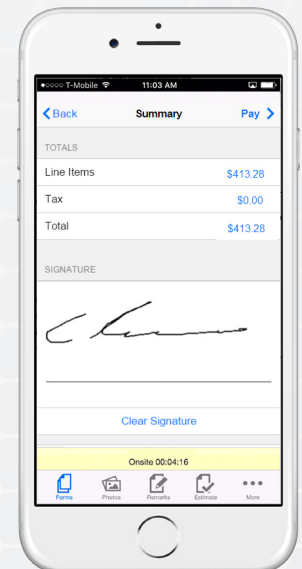 T-Mobile 11:03 AM
Back Summary Pay
TOTALS
Line Items $413.28
Tax $0.00
Total $413.28
SIGNATURE
Clear Signature
Onsite 00:04:16
Forms Photos Remarks Estimate More